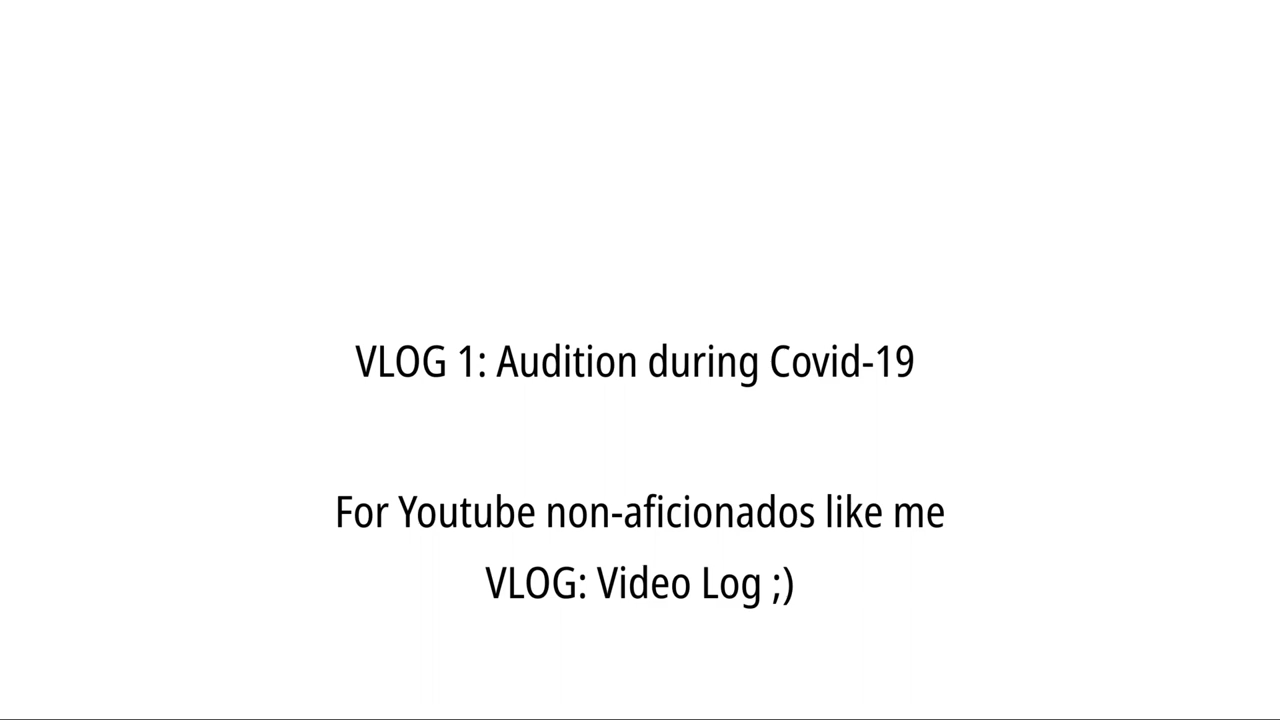 VLOG 1: Audition during Covid-19
For Youtube non-aficionados like me
VLOG: Video Log ;)